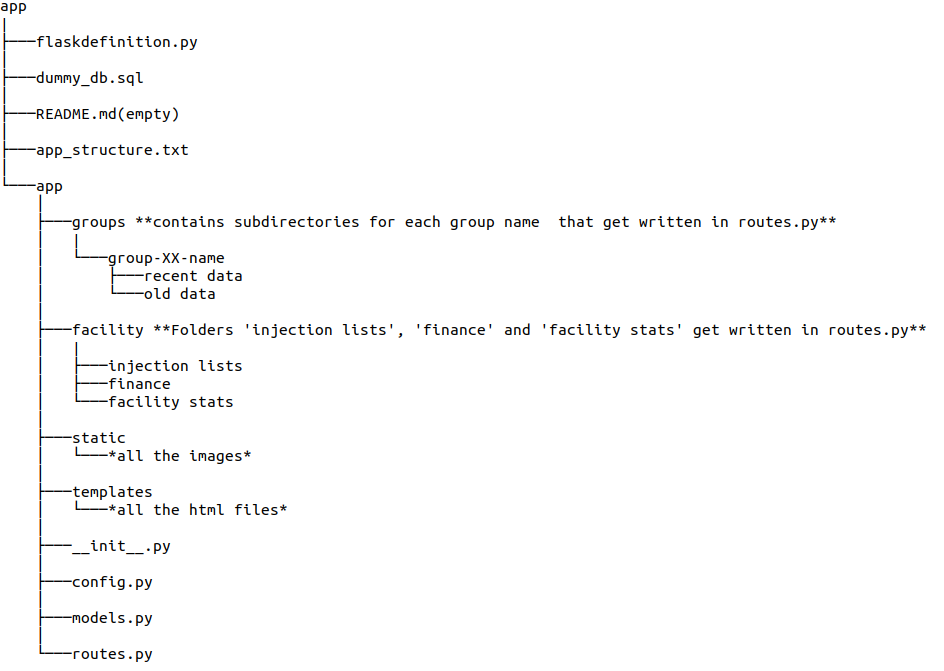 app
flaskdefinition.py
dummy_db.sql
README.md(empty)
app_structure.txt
app
groups **contains subdirectories for each group name  that get written in routes.py**
group-XX-name
recent data
old data
facility **Folders 'injection lists', 'finance' and 'facility stats' get written in routes.py**
injection lists
finance
facility stats
static
*all the images*
templates
*all the html files*
__init__.py
config.py
models.py
routes.py